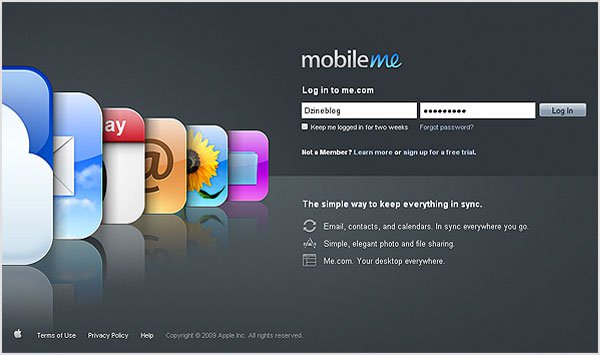 mobileme
Log in to me.com
Dzineblog
•••••••••
Log In
Keep me logged in for two weeks
Forgot password?
Not a Member? Learn more or sign up for a free trial.
ay
@
The simple way to keep everything in sync.
Email, contacts, and calendars. In sync everywhere you go.
Simple, elegant photo and file sharing.
Me.com. Your desktop everywhere.
Terms of Use
Privacy Policy
Help
Copyright © 2009 Apple Inc. All rights reserved.